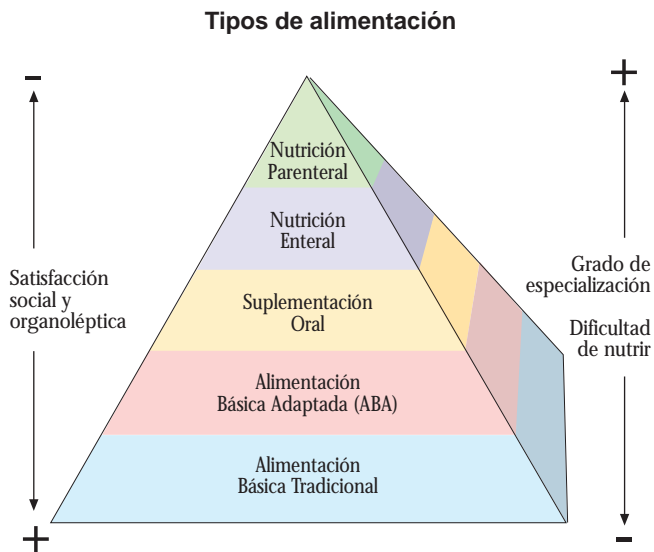 Tipos de alimentación
-
+
Nutrición
Parenteral
Nutrición
Enteral
Satisfacción
social y
organoléptica
Grado de
especialización
Dificultad
de nutrir
Suplementación
Oral
Alimentación
Básica Adaptada (ABA)
Alimentación
Básica Tradicional
+
-